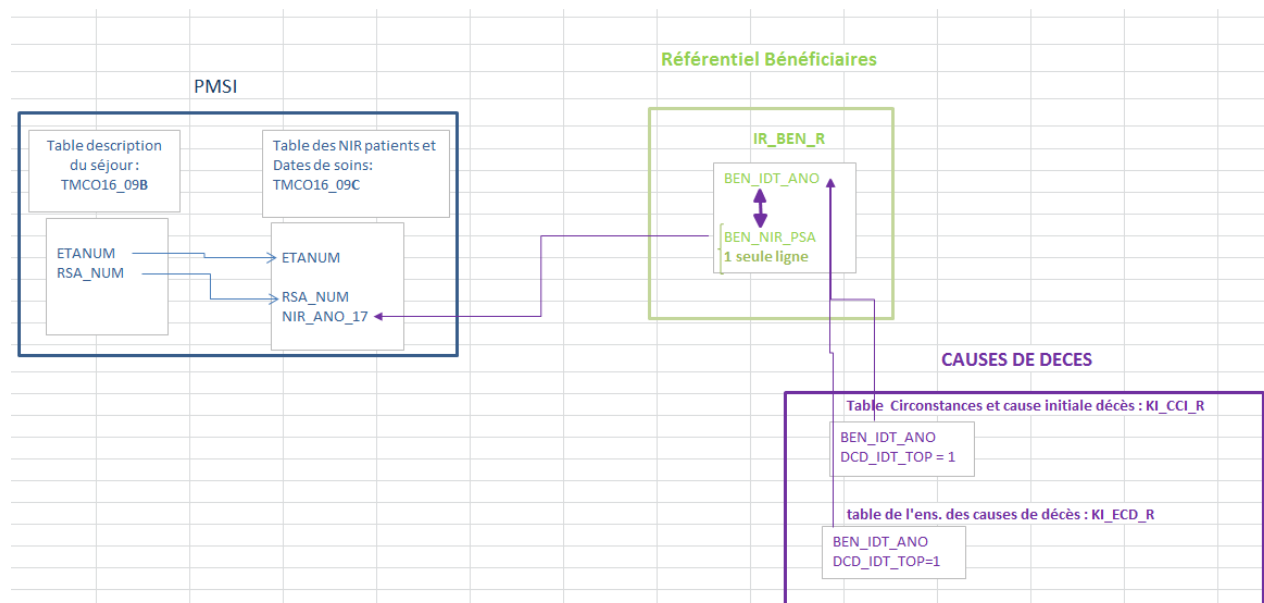 Référentiel Bénéficiaires
PMSI
Table description
du séjour :
TMCO16_09B
Table des NIR patients et
Dates de soins:
TMCO16_09C
ETANUM
RSA_NUM
ETANUM
RSA_NUM
NIR_ANO_17
IR_BEN_R
BEN_IDT_ANO
BEN_NIR_PSA
1 seule ligne
CAUSES DE DECES
Table Circonstances et cause initiale décès : KI_CCI_R
BEN_IDT_ANO
DCD_IDT_TOP = 1
table de l'ens. des causes de décès : KI_ECD_R
BEN_IDT_ANO
DCD_IDT_TOP=1